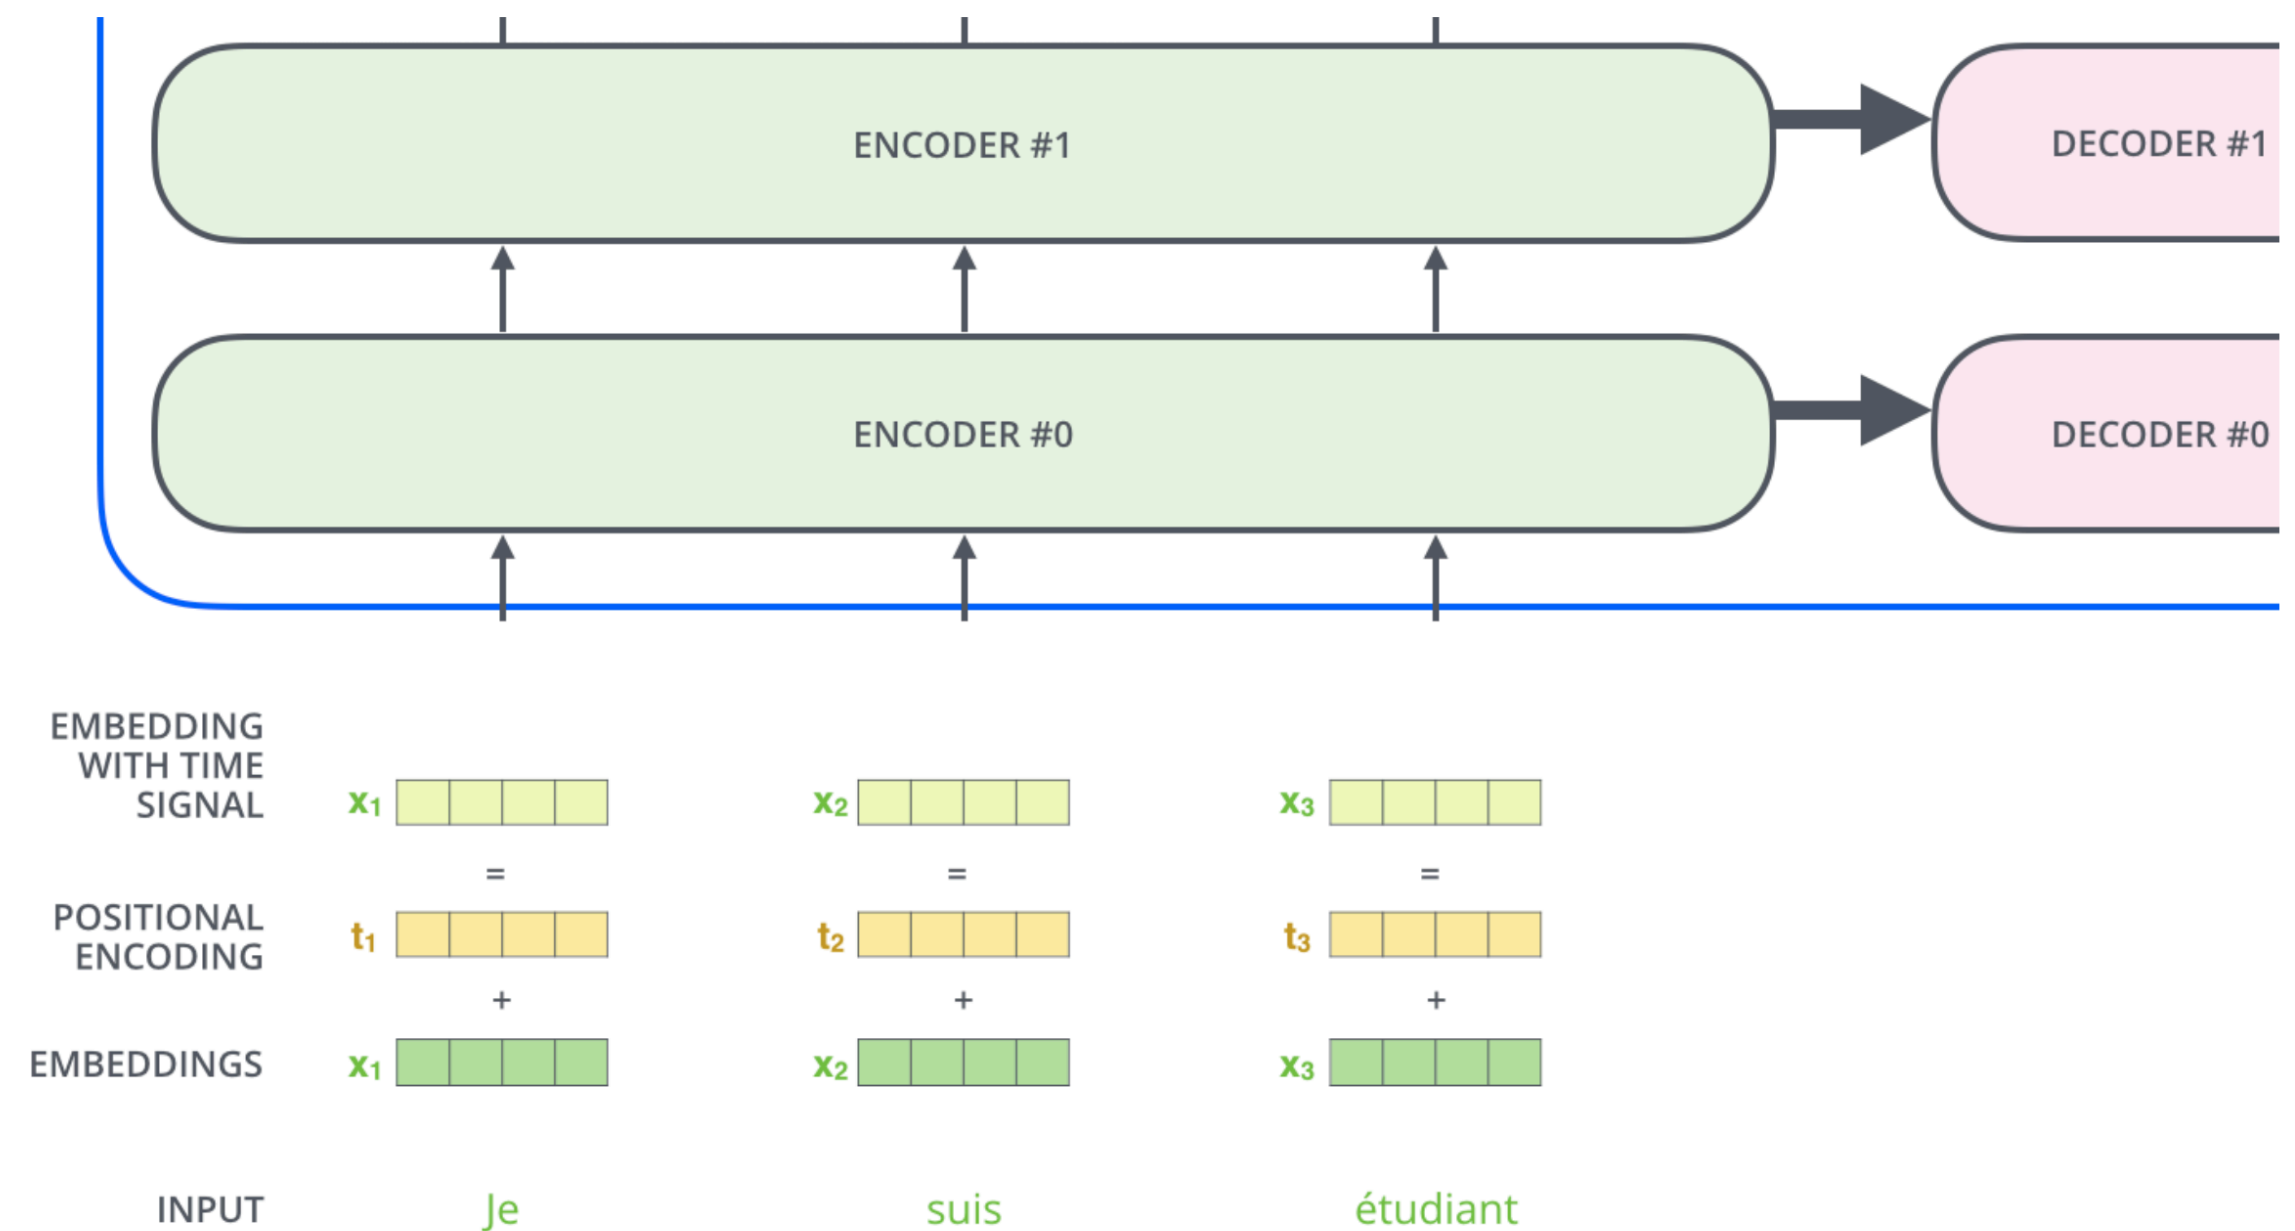 ENCODER #1
DECODER #1
ENCODER #0
DECODER #0
EMBEDDING
WITH TIME
SIGNAL
x₁
x₂
x₃
=
=
=
POSITIONAL
ENCODING
t₁
t₂
t₃
+
+
+
EMBEDDINGS
x₁
x₂
x₃
INPUT
Je
suis
étudiant